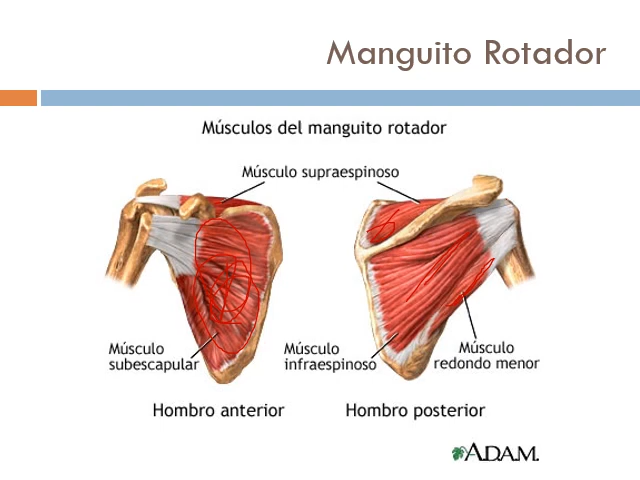 Manguito Rotador
Músculos del manguito rotador
Músculo supraespinoso
Músculo
subescapular
Músculo
infraespinoso
Músculo
redondo menor
Hombro anterior
Hombro posterior
A.D.A.M.